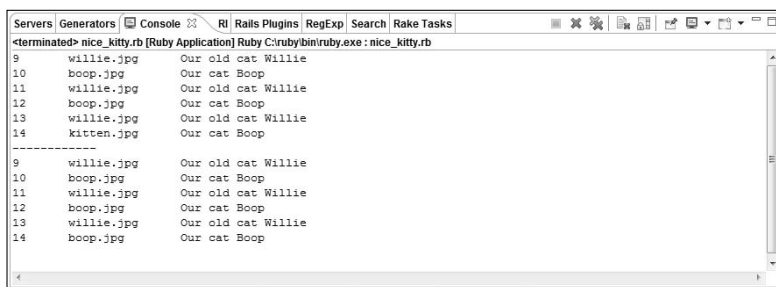 Servers Generators Console RI Rails Plugins RegExp Search Rake Tasks
<terminated> nice_kitty.rb [Ruby Application] Ruby C:\ruby\bin\ruby.exe : nice_kitty.rb
9 willie.jpg Our old cat Willie
10 boop.jpg Our cat Boop
11 willie.jpg Our old cat Willie
12 boop.jpg Our cat Boop
13 willie.jpg Our old cat Willie
14 kitten.jpg Our cat Boop
------------
9 willie.jpg Our old cat Willie
10 boop.jpg Our cat Boop
11 willie.jpg Our old cat Willie
12 boop.jpg Our cat Boop
13 willie.jpg Our old cat Willie
14 boop.jpg Our cat Boop